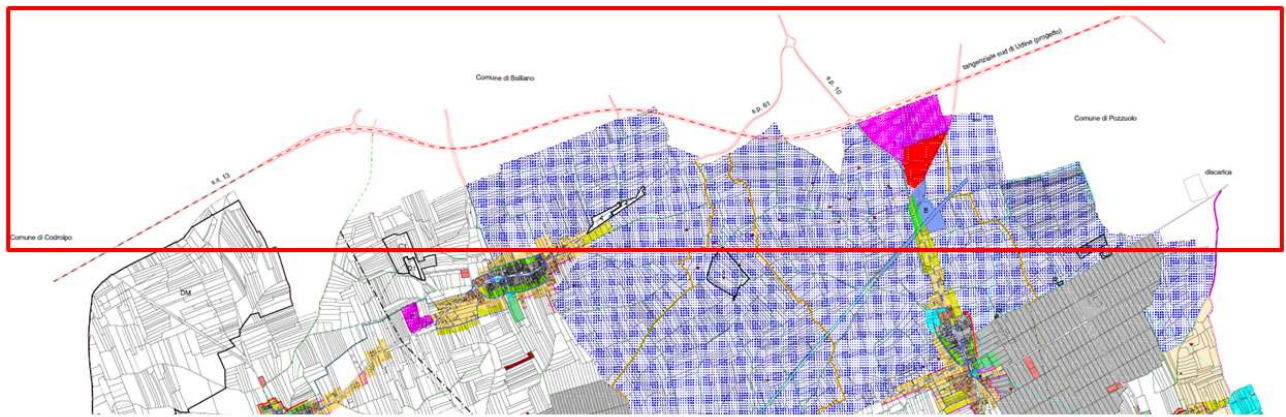 tangenziale sud di Udine (progetto)
Comune di Basiliano
s.p. 10
s.p. 61
Comune di Pozzuolo
discarica
s.s. 13
Comune di Codroipo
DM